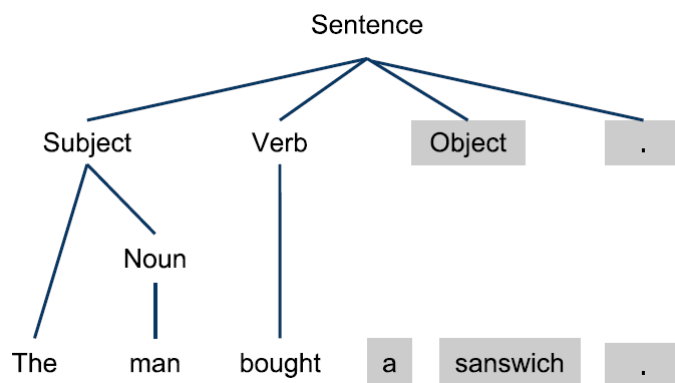 Sentence
Subject Verb Object .
Noun
The man bought a sanswich .